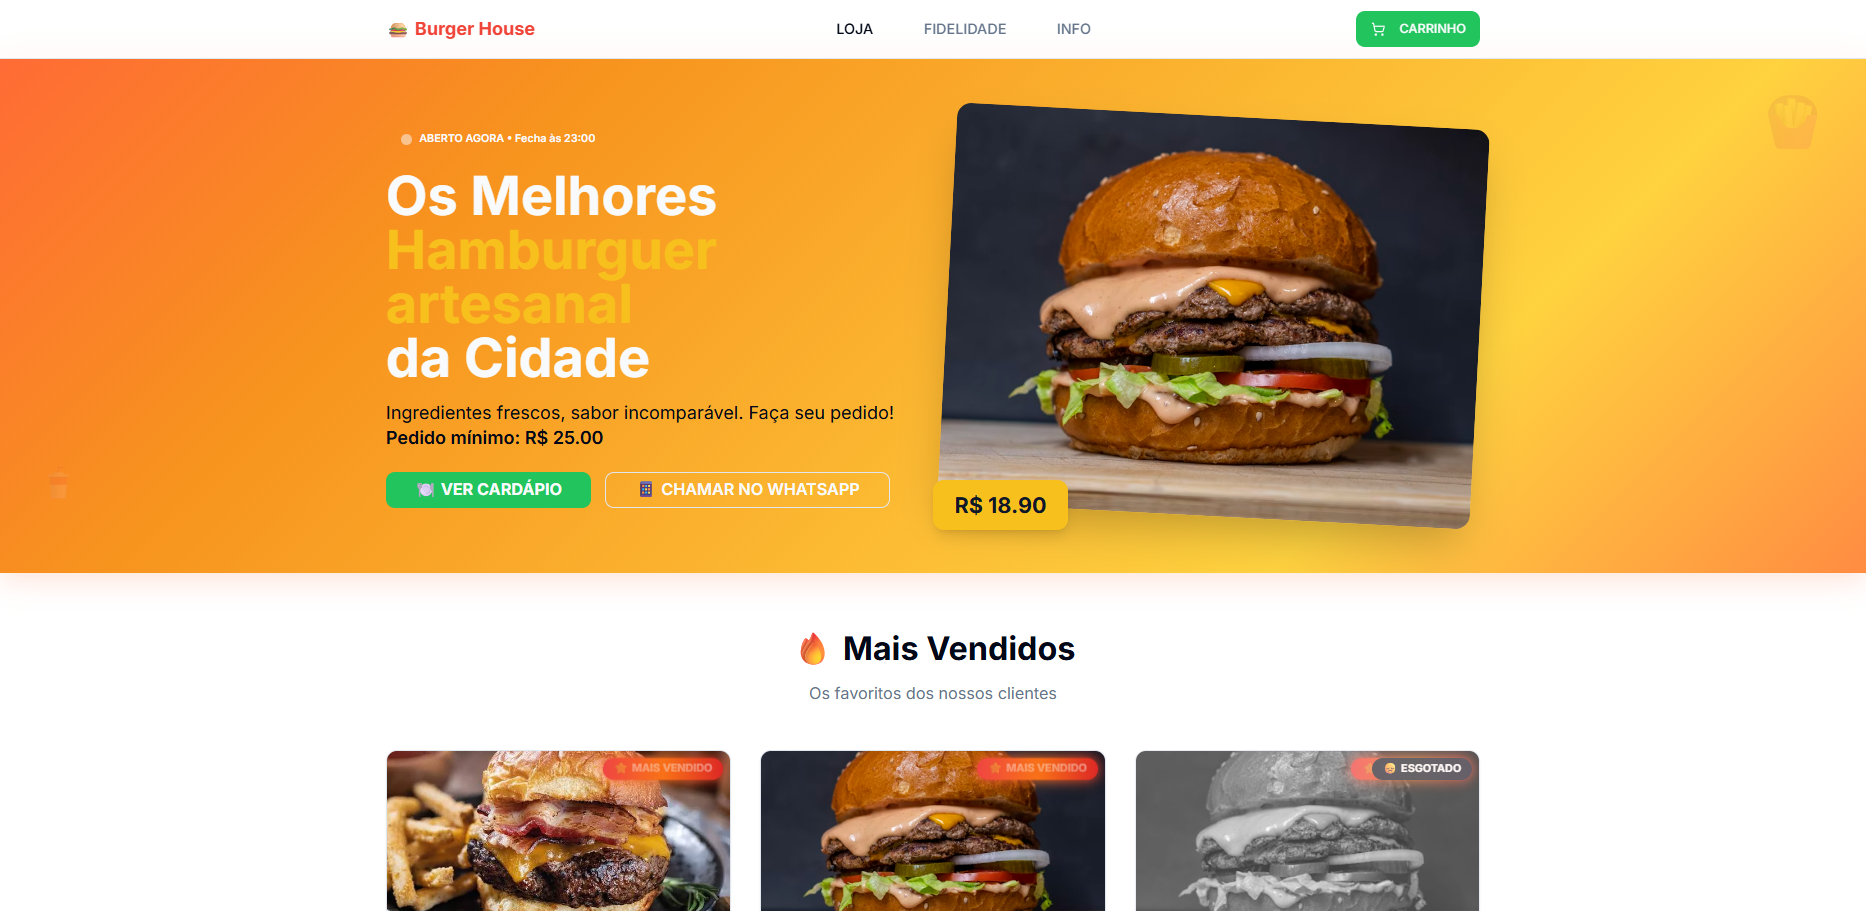 Burger House
LOJA
FIDELIDADE
INFO
CARRINHO
ABERTO AGORA • Fecha às 23:00
Os Melhores
Hamburguer
artesanal
da Cidade
Ingredientes frescos, sabor incomparável. Faça seu pedido!
Pedido mínimo: R$ 25.00
VER CARDÁPIO
CHAMAR NO WHATSAPP
R$ 18.90
Mais Vendidos
Os favoritos dos nossos clientes
MAIS VENDIDO
MAIS VENDIDO
ESGOTADO